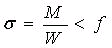 σ = M/W < f